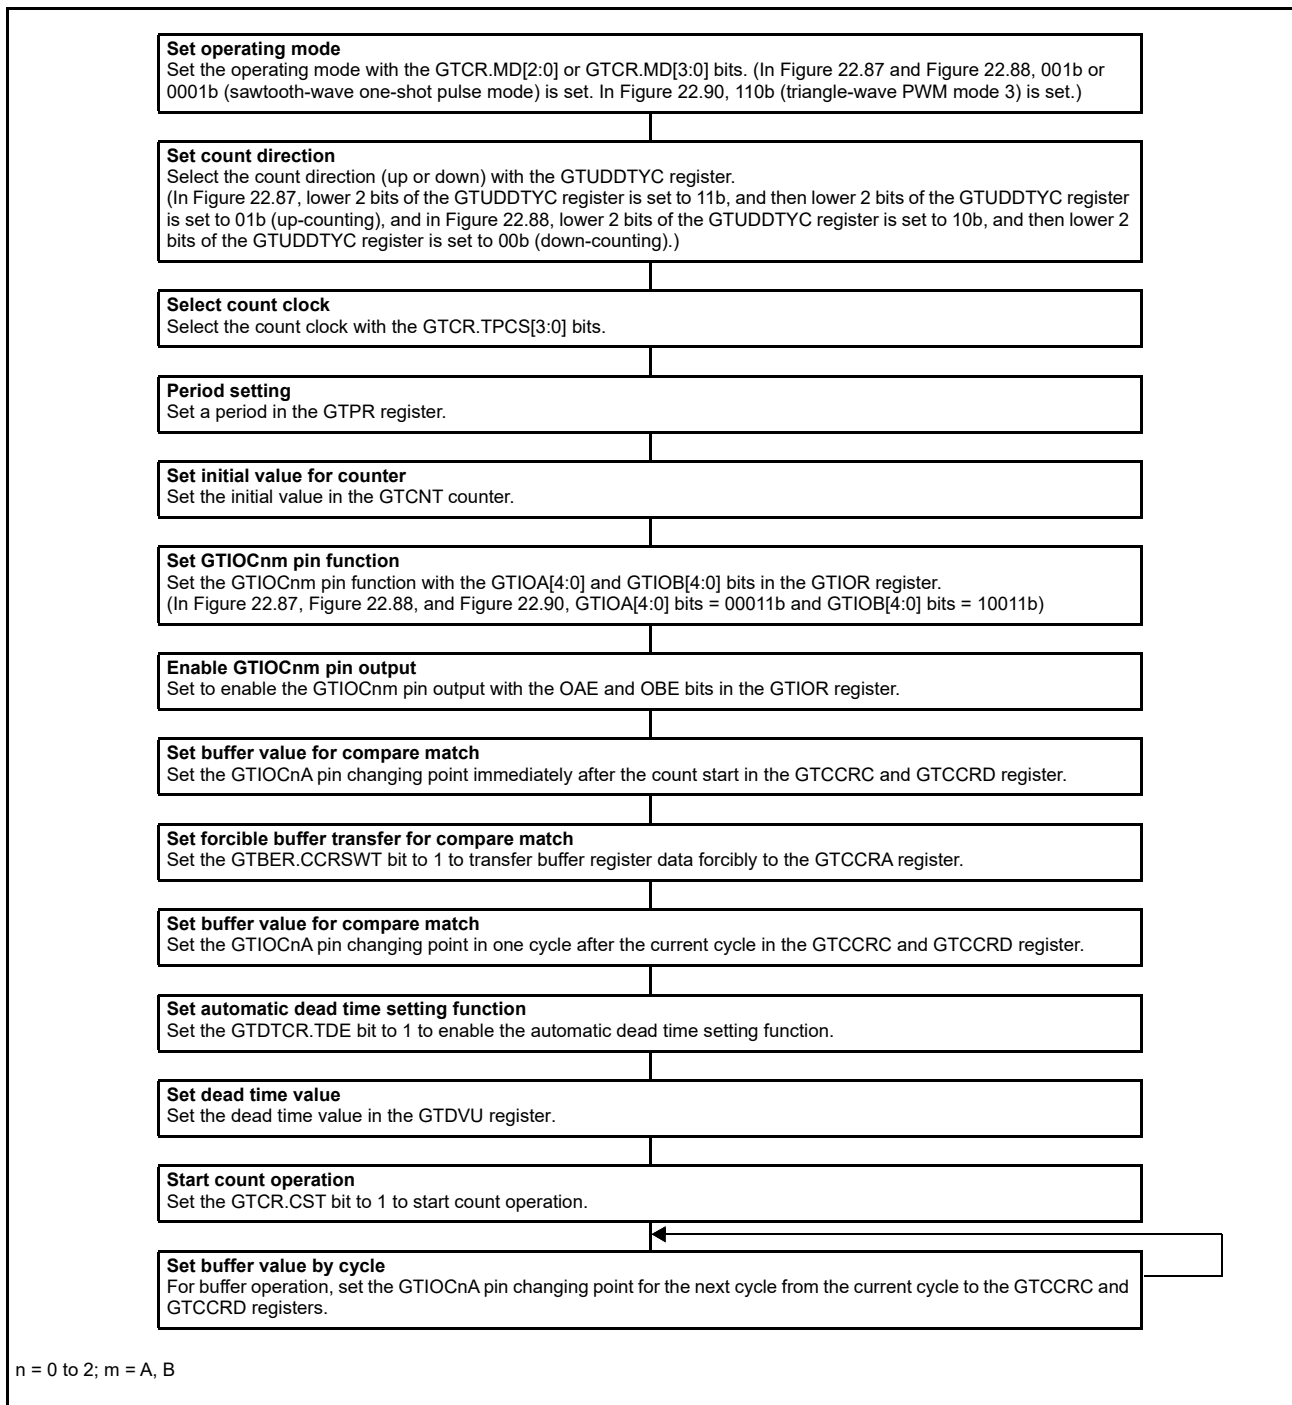 Set operating mode
Set the operating mode with the GTCR.MD[2:0] or GTCR.MD[3:0] bits. (In Figure 22.87 and Figure 22.88, 001b or
0001b (sawtooth-wave one-shot pulse mode) is set. In Figure 22.90, 110b (triangle-wave PWM mode 3) is set.)
Set count direction
Select the count direction (up or down) with the GTUDDTYC register.
(In Figure 22.87, lower 2 bits of the GTUDDTYC register is set to 11b, and then lower 2 bits of the GTUDDTYC register
is set to 01b (up-counting), and in Figure 22.88, lower 2 bits of the GTUDDTYC register is set to 10b, and then lower 2
bits of the GTUDDTYC register is set to 00b (down-counting).)
Select count clock
Select the count clock with the GTCR.TPCS[3:0] bits.
Period setting
Set a period in the GTPR register.
Set initial value for counter
Set the initial value in the GTCNT counter.
Set GTIOCnm pin function
Set the GTIOCnm pin function with the GTIOA[4:0] and GTIOB[4:0] bits in the GTIOR register.
(In Figure 22.87, Figure 22.88, and Figure 22.90, GTIOA[4:0] bits = 00011b and GTIOB[4:0] bits = 10011b)
Enable GTIOCnm pin output
Set to enable the GTIOCnm pin output with the OAE and OBE bits in the GTIOR register.
Set buffer value for compare match
Set the GTIOCnA pin changing point immediately after the count start in the GTCCRC and GTCCRD register.
Set forcible buffer transfer for compare match
Set the GTBER.CCRSWT bit to 1 to transfer buffer register data forcibly to the GTCCRA register.
Set buffer value for compare match
Set the GTIOCnA pin changing point in one cycle after the current cycle in the GTCCRC and GTCCRD register.
Set automatic dead time setting function
Set the GTDTCR.TDE bit to 1 to enable the automatic dead time setting function.
Set dead time value
Set the dead time value in the GTDVU register.
Start count operation
Set the GTCR.CST bit to 1 to start count operation.
Set buffer value by cycle
For buffer operation, set the GTIOCnA pin changing point for the next cycle from the current cycle to the GTCCRC and
GTCCRD registers.
n = 0 to 2; m = A, B